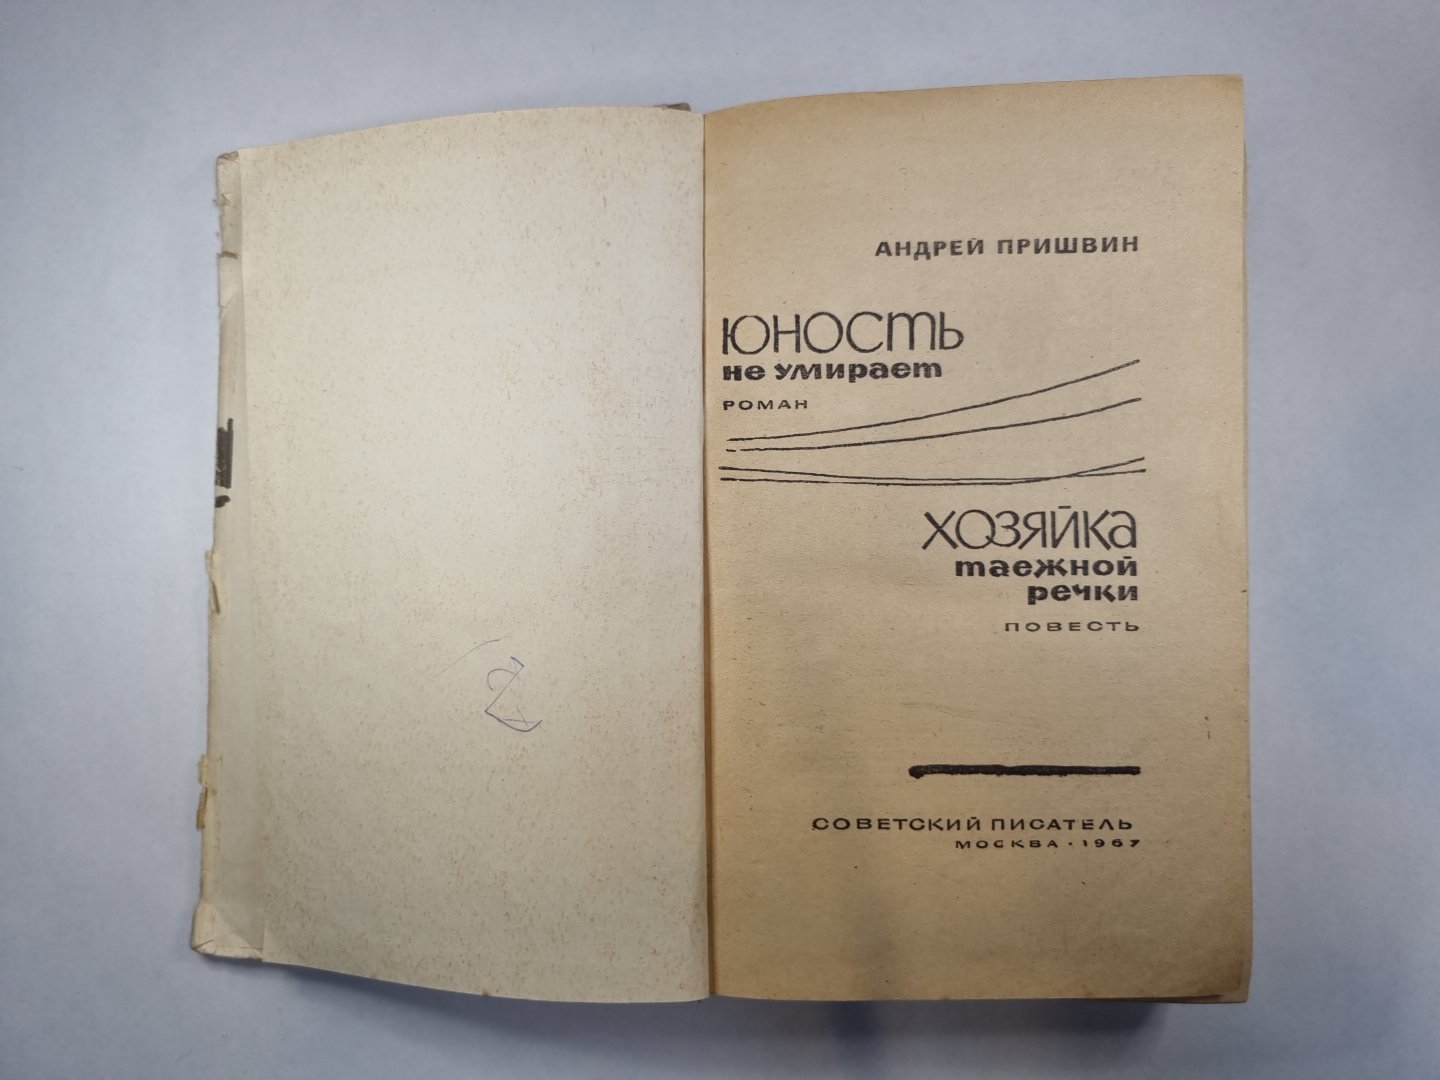 АНДРЕЙ ПРИШВИН
ЮНОСТЬ
не умирает
РОМАН
ХОЗЯЙКА
таежной
речки
ПОВЕСТЬ
СОВЕТСКИЙ ПИСАТЕЛЬ
МОСКВА · 1967